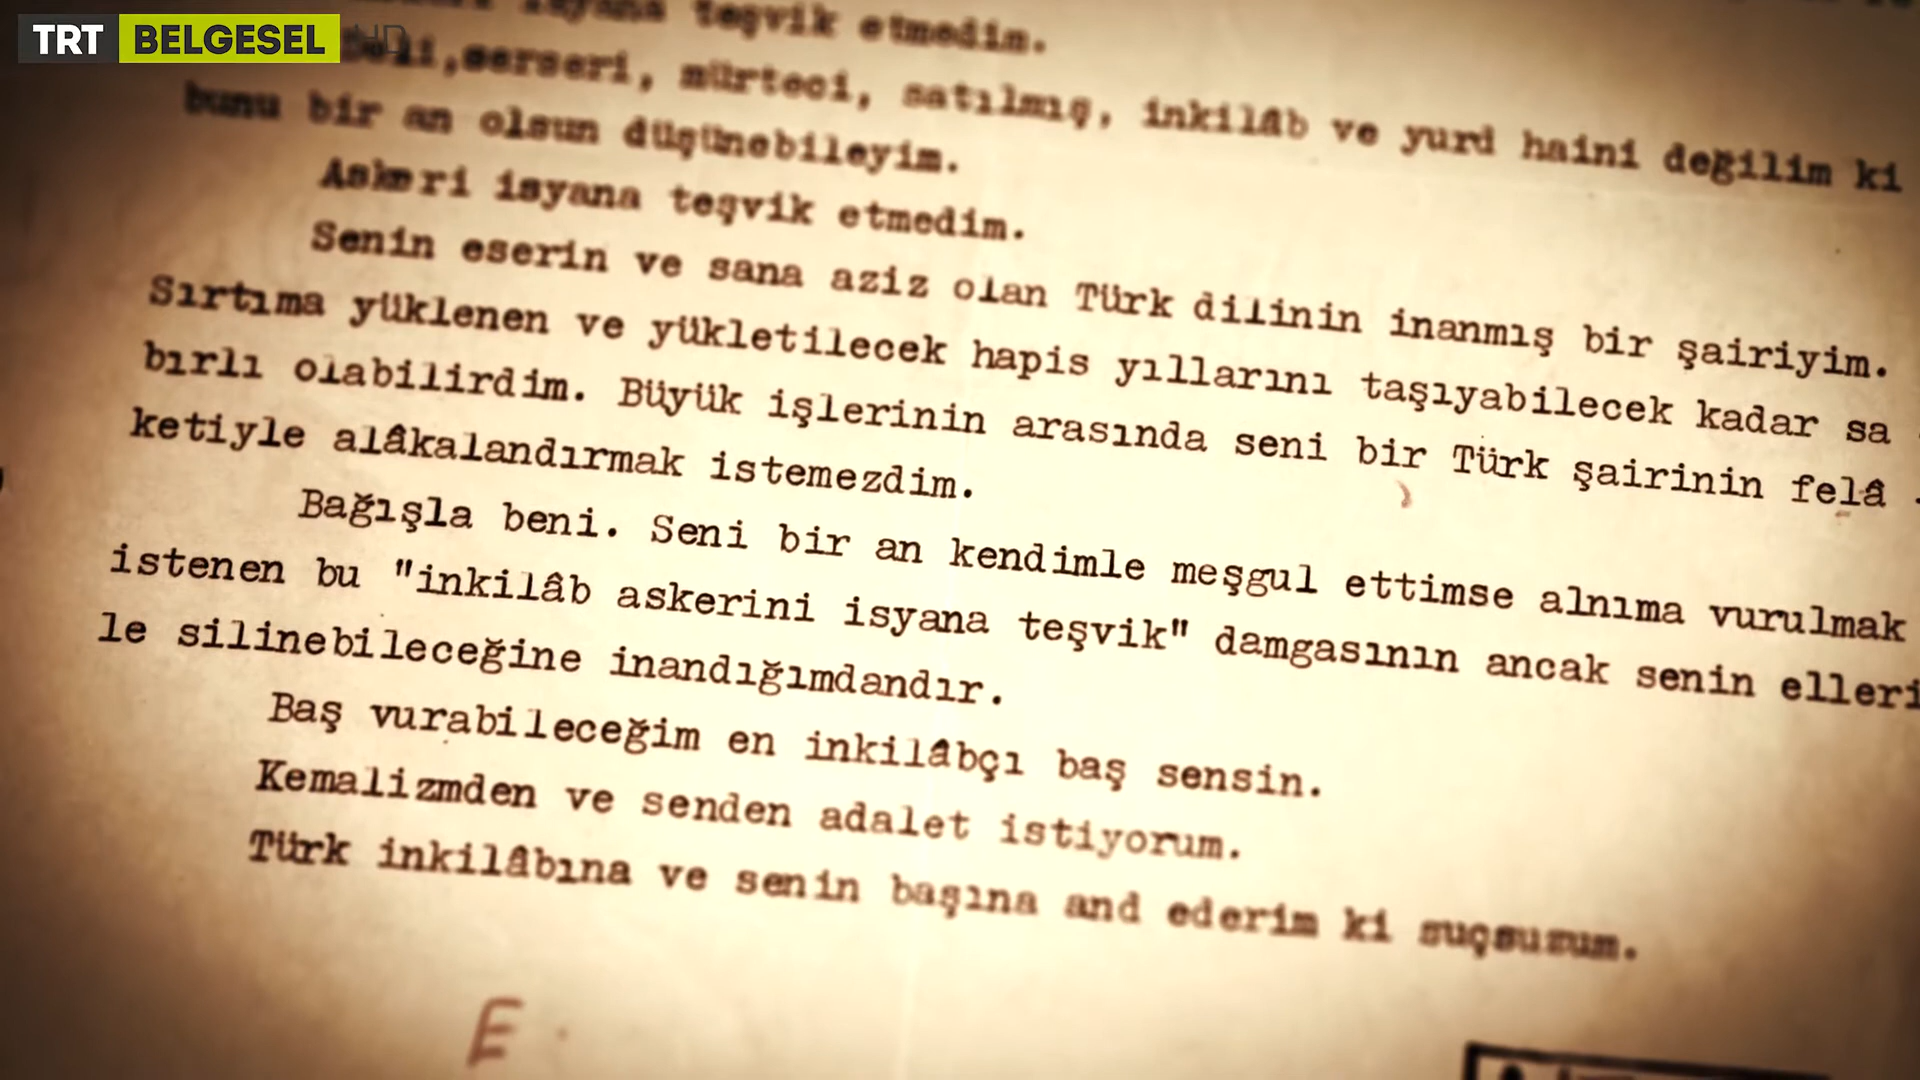 TRT BELGESEL HD
isyana teşvik etmedim.
Deli,serseri, mürteci, satılmış, inkilâb ve yurd haini değilim ki
bunu bir an olsun düşünebileyim.
Askeri isyana teşvik etmedim.
Senin eserin ve sana aziz olan Türk dilinin inanmış bir şairiyim.
Sırtıma yüklenen ve yükletilecek hapis yıllarını taşıyabilecek kadar sa
bırlı olabilirdim. Büyük işlerinin arasında seni bir Türk şairinin felâ
ketiyle alâkalandırmak istemezdim.
Bağışla beni. Seni bir an kendimle meşgul ettimse alnıma vurulmak
istenen bu "inkilâb askerini isyana teşvik" damgasının ancak senin elleri
le silinebileceğine inandığımdandır.
Baş vurabileceğim en inkilâbçı baş sensin.
Kemalizmden ve senden adalet istiyorum.
Türk inkilâbına ve senin başına and ederim ki suçsuzum.
E